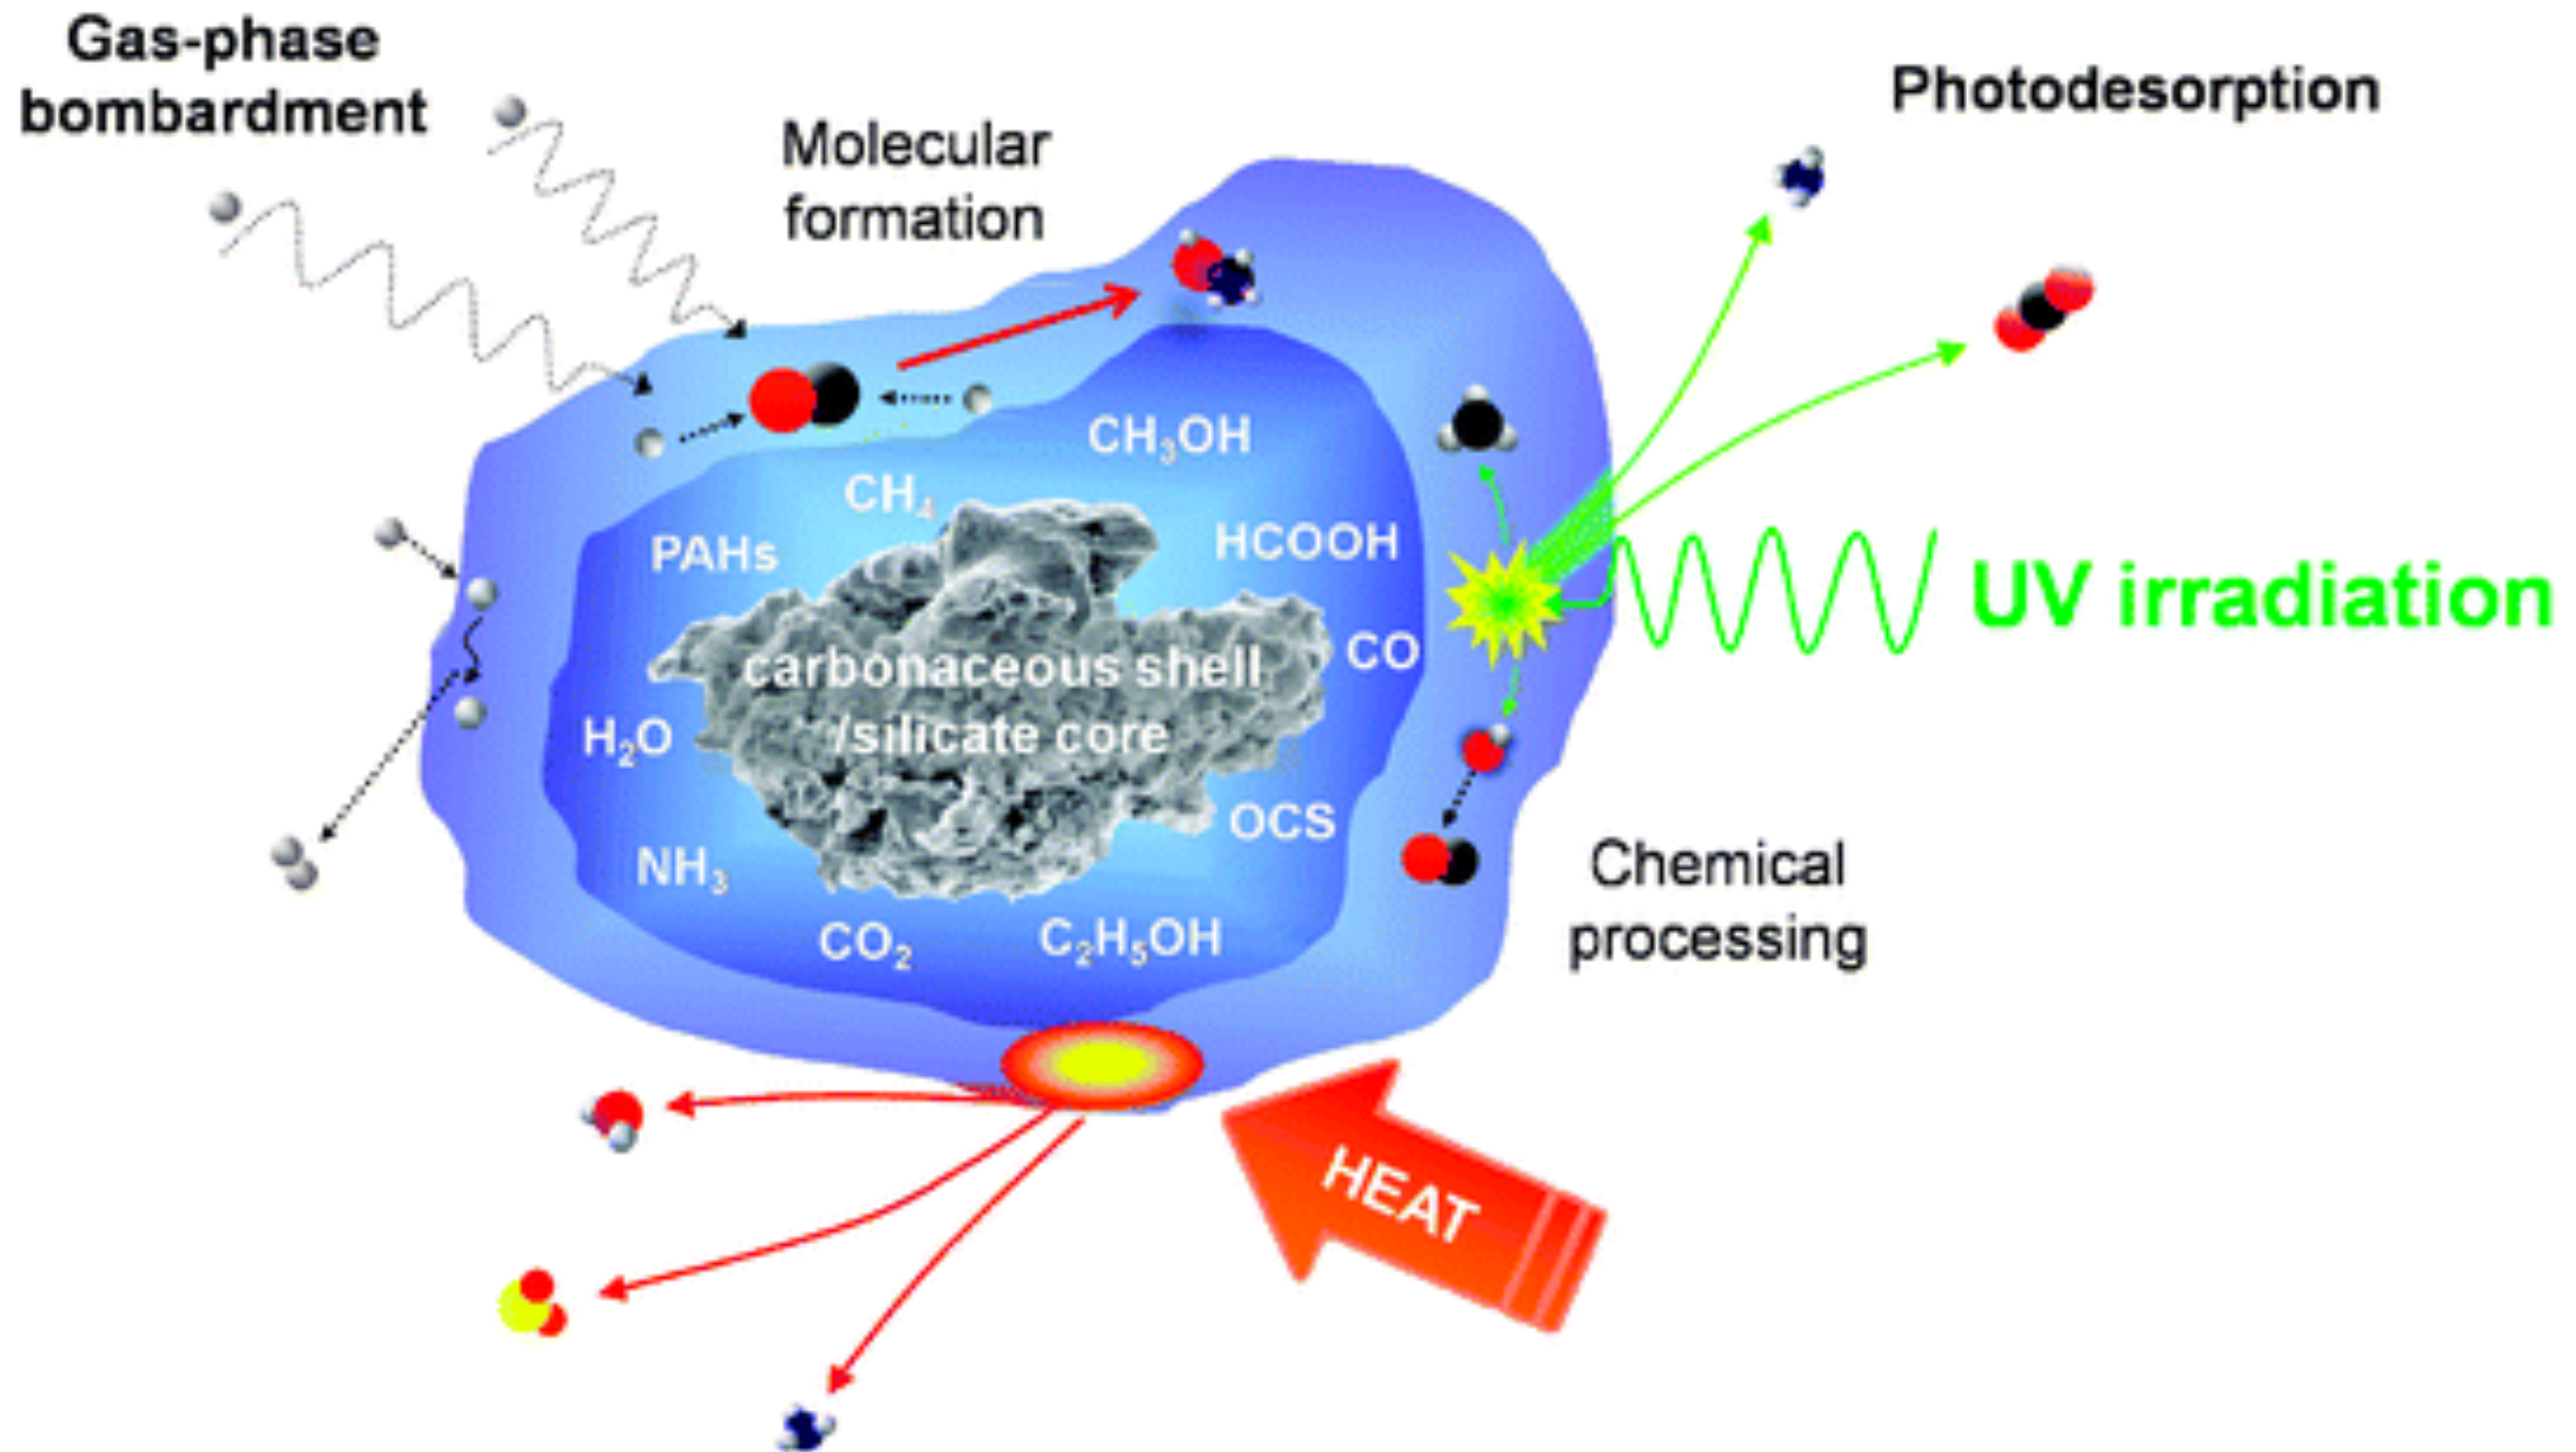 Gas-phase
bombardment
Molecular
formation
Photodesorption
CH₃OH
CH₄
PAHs
HCOOH
UV irradiation
carbonaceous shell
/silicate core
CO
H₂O
OCS
NH₃
CO₂
C₂H₅OH
Chemical
processing
HEAT